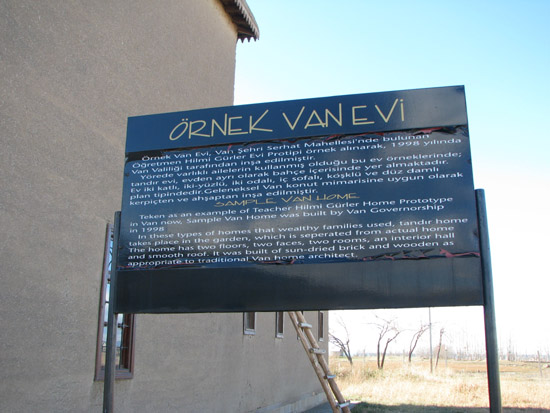 ÖRNEK VAN EVİ
Örnek Van Evi, Van Şehri Serhat Mahellesi'nde bulunan
Öğretmen Hilmi Gürler Evi Protipi örnek alınarak, 1998 yılında
Van Valiliği tarafından inşa edilmiştir.
Yörede varlıklı ailelerin kullanmış olduğu bu ev örneklerinde;
tandır evi, evden ayrı olarak bahçe içerisinde yer almaktadır.
Ev iki katlı, iki-yüzlü, iki odalı, iç sofalı, köşklü ve düz damlı
plan tipindedir.Geleneksel Van konut mimarisine uygun olarak
kerpiçten ve ahşaptan inşa edilmiştir.
SAMPLE VAN HOME
Teken as an example of Teacher Hilmi Gürler Home Prototype
in Van now, Sample Van Home was built by Van Governorship
in 1998
In these types of homes that wealthy families used, tandır home
takes place in the garden, which is seperated from actual home
The home has two floors, two faces, two rooms, an interior hall
and smooth roof. It was built of sun-dried brick and wooden as
appropriate to traditional Van home architect.